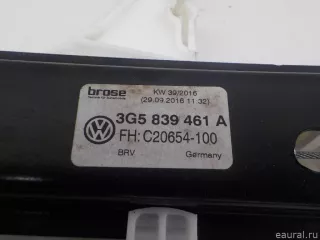 brose
KW 39/2016
(29.09.2016 11:32)
3G5 839 461 A
FH: C20654-100
BRV Germany
eaural.ru